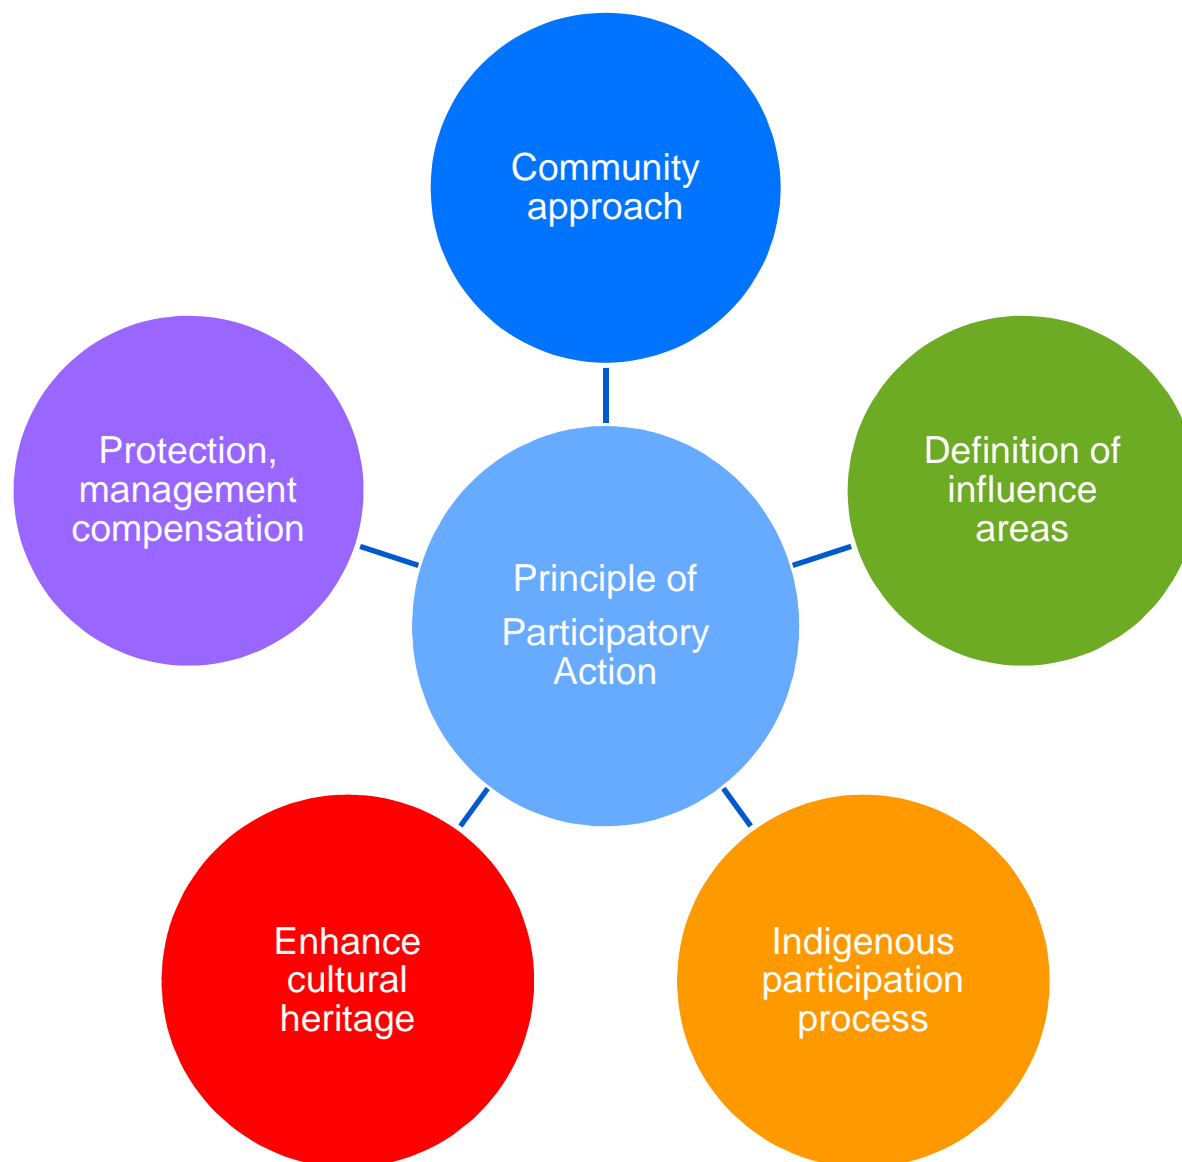 Community
approach
Protection,
management
compensation
Definition of
influence
areas
Principle of
Participatory
Action
Enhance
cultural
heritage
Indigenous
participation
process